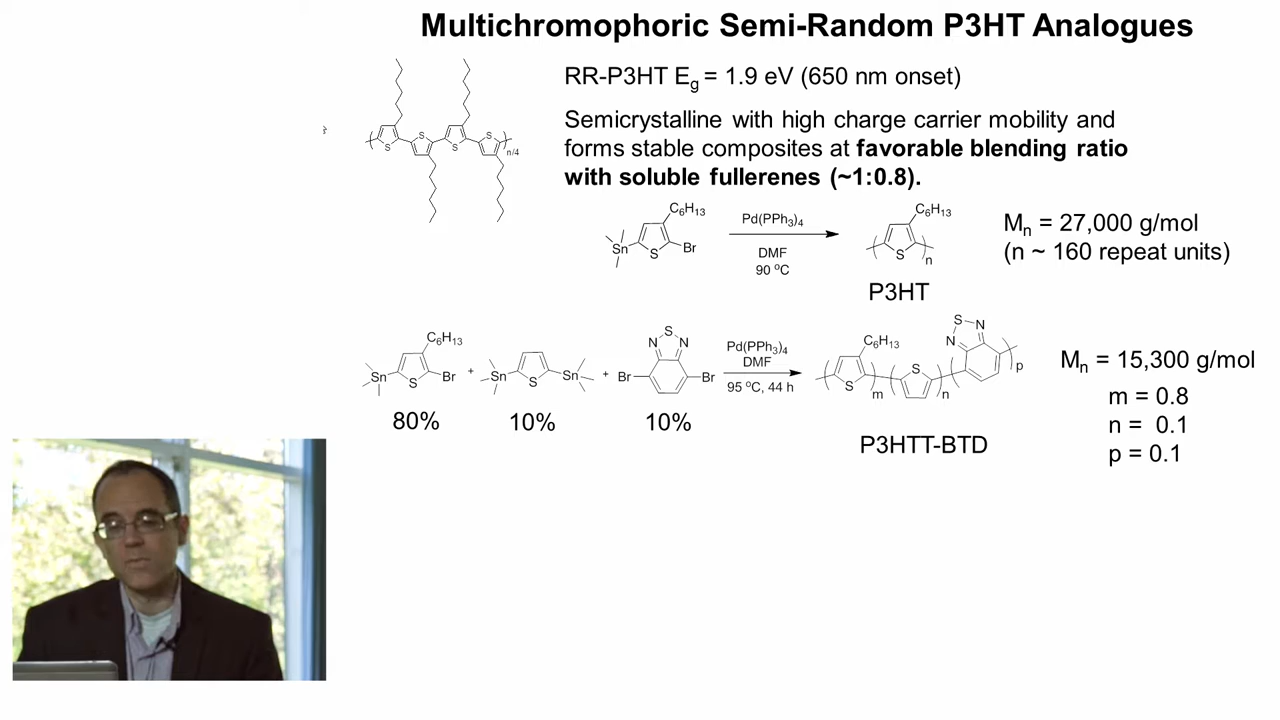 Multichromophoric Semi-Random P3HT Analogues
RR-P3HT Eg = 1.9 eV (650 nm onset)
Semicrystalline with high charge carrier mobility and
forms stable composites at favorable blending ratio
with soluble fullerenes (~1:0.8).
S
S
S
S
n/4
C6H13
Sn
S
Br
Pd(PPh3)4
DMF
90 oC
C6H13
S
n
P3HT
Mn = 27,000 g/mol
(n ~ 160 repeat units)
C6H13
Sn
S
Br
+
Sn
S
Sn
+
S
N
N
Br
Br
Pd(PPh3)4
DMF
95 oC, 44 h
C6H13
S
m
S
n
S
N
N
p
80%
10%
10%
P3HTT-BTD
Mn = 15,300 g/mol
m = 0.8
n = 0.1
p = 0.1